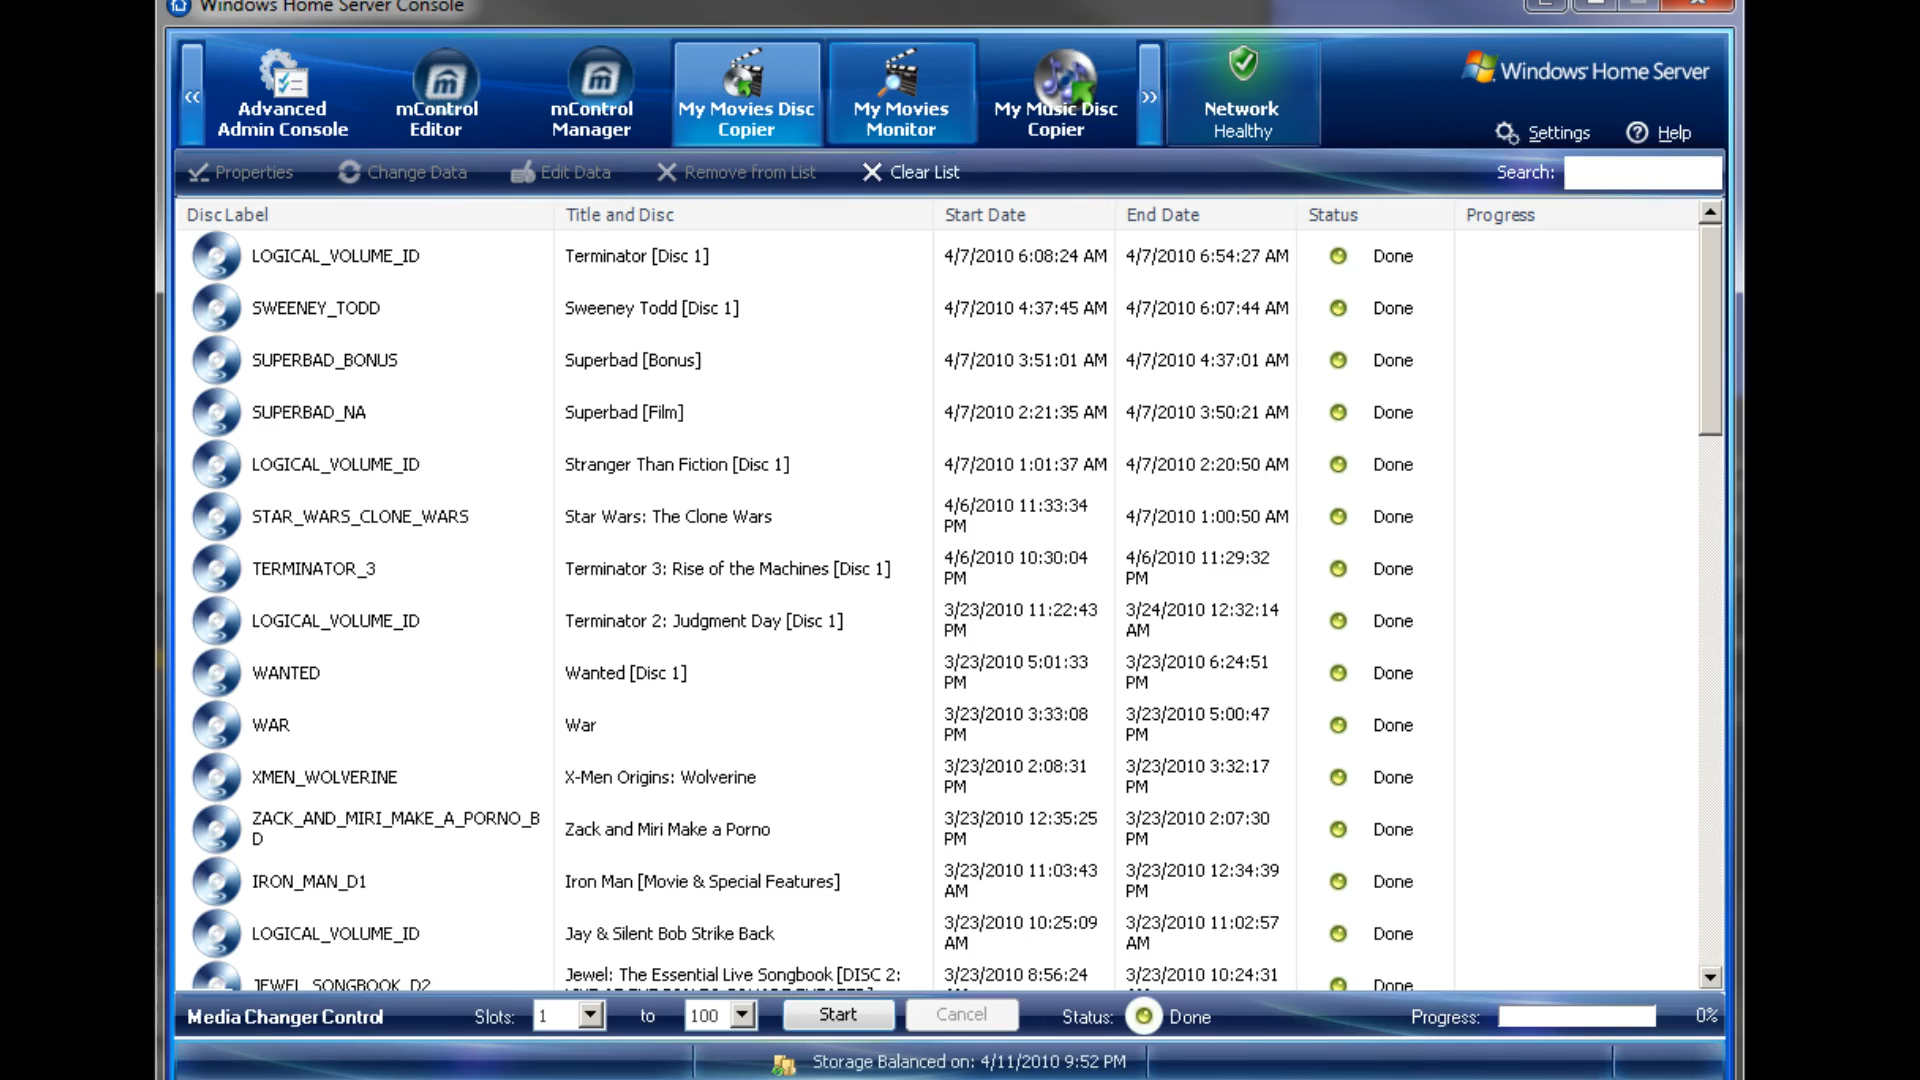 Windows Home Server Console
Advanced
Admin Console
mControl
Editor
mControl
Manager
My Movies Disc
Copier
My Movies
Monitor
My Music Disc
Copier
Network
Healthy
Windows Home Server
Settings
Help
Properties
Change Data
Edit Data
Remove from List
Clear List
Search:
Disc Label Title and Disc Start Date End Date Status Progress
LOGICAL_VOLUME_ID Terminator [Disc 1] 4/7/2010 6:08:24 AM 4/7/2010 6:54:27 AM Done
SWEENEY_TODD Sweeney Todd [Disc 1] 4/7/2010 4:37:45 AM 4/7/2010 6:07:44 AM Done
SUPERBAD_BONUS Superbad [Bonus] 4/7/2010 3:51:01 AM 4/7/2010 4:37:01 AM Done
SUPERBAD_NA Superbad [Film] 4/7/2010 2:21:35 AM 4/7/2010 3:50:21 AM Done
LOGICAL_VOLUME_ID Stranger Than Fiction [Disc 1] 4/7/2010 1:01:37 AM 4/7/2010 2:20:50 AM Done
STAR_WARS_CLONE_WARS Star Wars: The Clone Wars 4/6/2010 11:33:34
PM 4/7/2010 1:00:50 AM Done
TERMINATOR_3 Terminator 3: Rise of the Machines [Disc 1] 4/6/2010 10:30:04
PM 4/6/2010 11:29:32
PM Done
LOGICAL_VOLUME_ID Terminator 2: Judgment Day [Disc 1] 3/23/2010 11:22:43
PM 3/24/2010 12:32:14
AM Done
WANTED Wanted [Disc 1] 3/23/2010 5:01:33
PM 3/23/2010 6:24:51
PM Done
WAR War 3/23/2010 3:33:08
PM 3/23/2010 5:00:47
PM Done
XMEN_WOLVERINE X-Men Origins: Wolverine 3/23/2010 2:08:31
PM 3/23/2010 3:32:17
PM Done
ZACK_AND_MIRI_MAKE_A_PORNO_B
D Zack and Miri Make a Porno 3/23/2010 12:35:25
PM 3/23/2010 2:07:30
PM Done
IRON_MAN_D1 Iron Man [Movie & Special Features] 3/23/2010 11:03:43
AM 3/23/2010 12:34:39
PM Done
LOGICAL_VOLUME_ID Jay & Silent Bob Strike Back 3/23/2010 10:25:09
AM 3/23/2010 11:02:57
AM Done
JEWEL_SONGBOOK_D2 Jewel: The Essential Live Songbook [DISC 2: 3/23/2010 8:56:24 3/23/2010 10:24:31 Done
Media Changer Control Slots: 1 to 100 Start Cancel Status: Done Progress: 0%
Storage Balanced on: 4/11/2010 9:52 PM